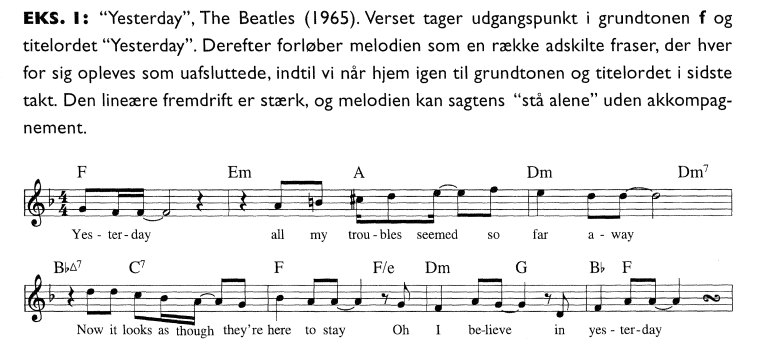 EKS. 1: “Yesterday”, The Beatles (1965). Verset tager udgangspunkt i grundtonen f og
titelordet “Yesterday”. Derefter forløber melodien som en række adskilte fraser, der hver
for sig opleves som uafsluttede, indtil vi når hjem igen til grundtonen og titelordet i sidste
takt. Den lineære fremdrift er stærk, og melodien kan sagtens “stå alene” uden akkompag-
nement.
F Em A Dm Dm7
4 4
Yes - ter - day all my trou - bles seemed so far a - way
B♭Δ7 C7 F F/e Dm G B♭ F
Now it looks as though they're here to stay Oh I be - lieve in yes - ter - day